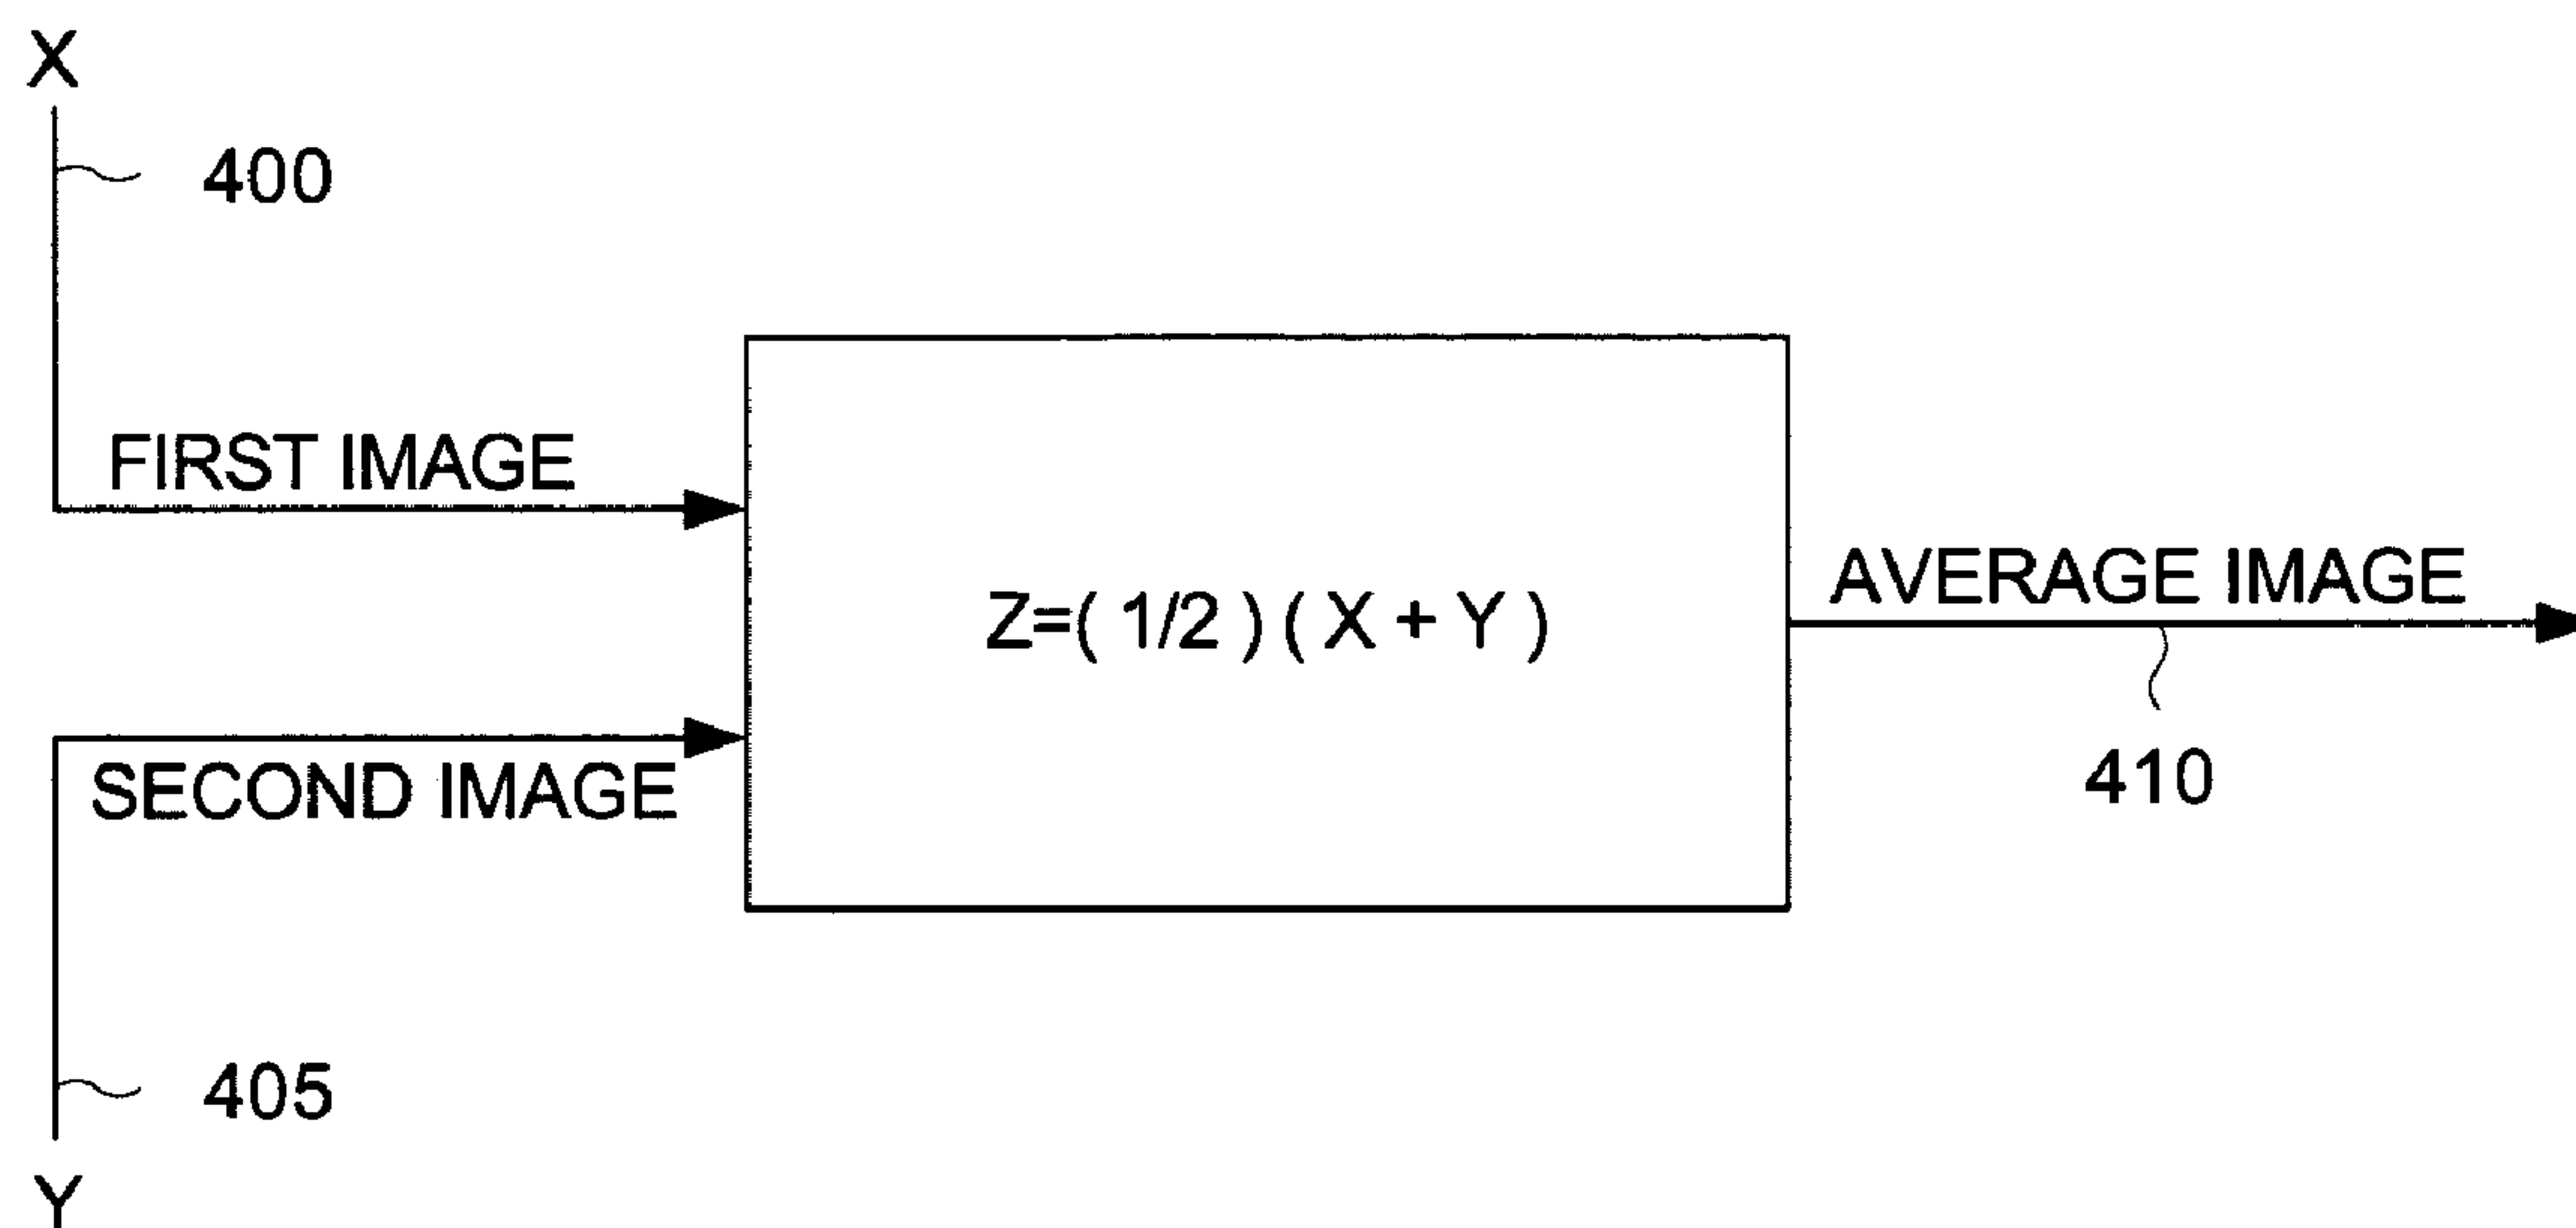 X
400
FIRST IMAGE
Z=( 1/2 ) ( X + Y )
AVERAGE IMAGE
410
SECOND IMAGE
405
Y